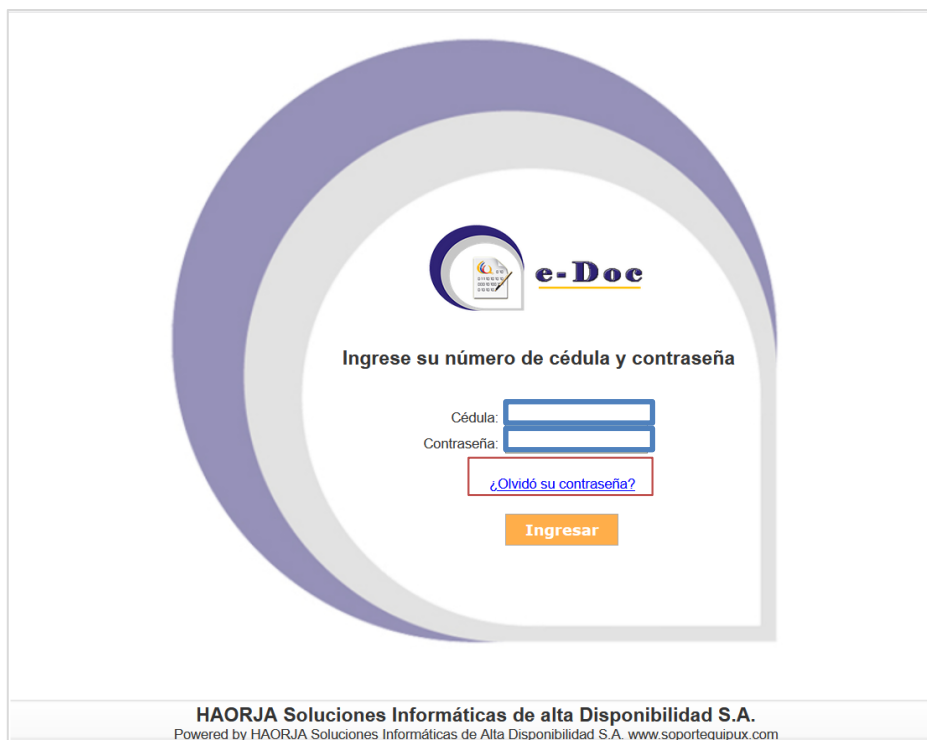 e-Doc
Ingrese su número de cédula y contraseña
Cédula:
Contraseña:
¿Olvidó su contraseña?
Ingresar
HAORJA Soluciones Informáticas de alta Disponibilidad S.A.
Powered by HAORJA Soluciones Informáticas de Alta Disponibilidad S.A. www.soportequipux.com